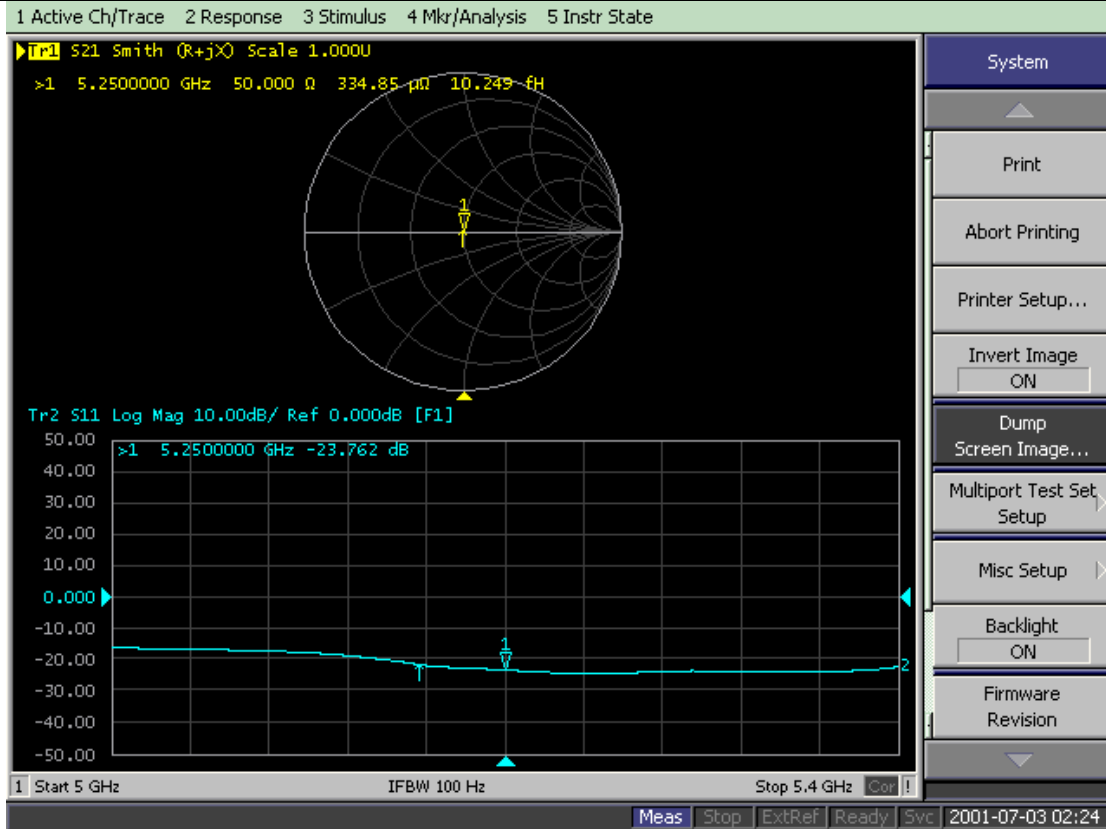 1 Active Ch/Trace 2 Response 3 Stimulus 4 Mkr/Analysis 5 Instr State
Tr1 S21 Smith (R+jX) Scale 1.000U
>1 5.2500000 GHz 50.000 Ω 334.85 µΩ 10.249 fH
1
Tr2 S11 Log Mag 10.00dB/ Ref 0.000dB [F1]
50.00
>1 5.2500000 GHz -23.762 dB
40.00
30.00
20.00
10.00
0.000
-10.00
1
-20.00
2
-30.00
-40.00
-50.00
1 Start 5 GHz IFBW 100 Hz Stop 5.4 GHz Cor !
System
Print
Abort Printing
Printer Setup...
Invert Image
ON
Dump
Screen Image...
Multiport Test Set
Setup
Misc Setup
Backlight
ON
Firmware
Revision
Meas Stop ExtRef Ready Svc 2001-07-03 02:24